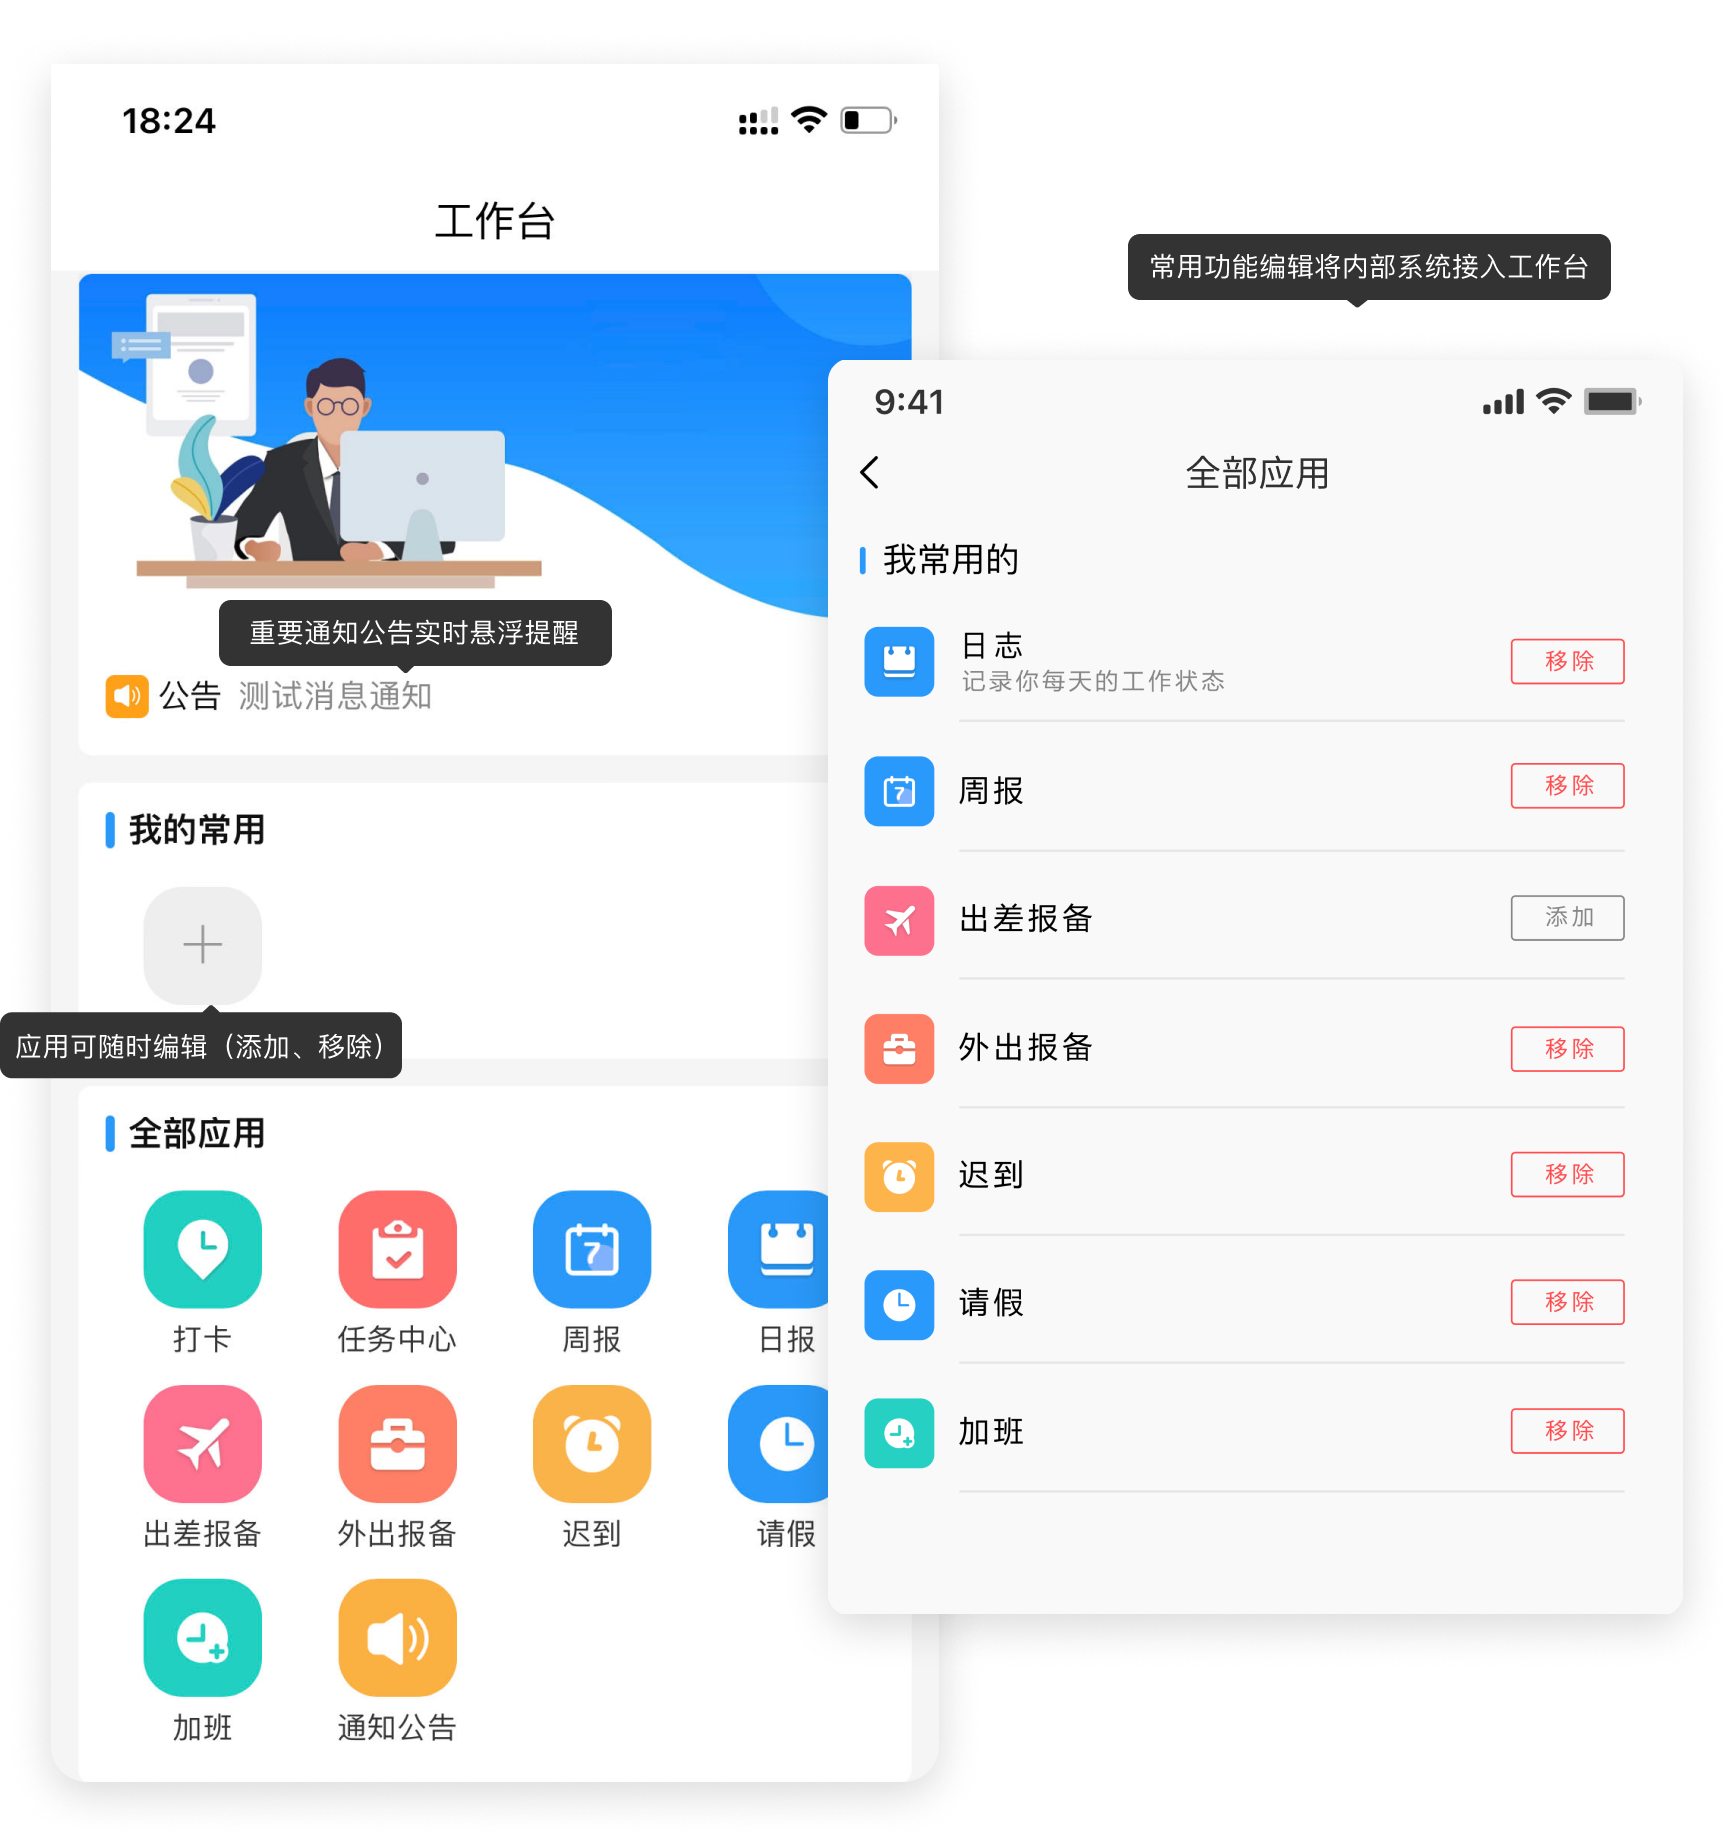 18:24
工作台
重要通知公告实时悬浮提醒
公告 测试消息通知
我的常用
应用可随时编辑（添加、移除）
全部应用
打卡 任务中心 周报 日报
出差报备 外出报备 迟到 请假
加班 通知公告
常用功能编辑将内部系统接入工作台
9:41
全部应用
我常用的
日志 移除
记录你每天的工作状态
7 周报 移除
出差报备 添加
外出报备 移除
迟到 移除
请假 移除
加班 移除